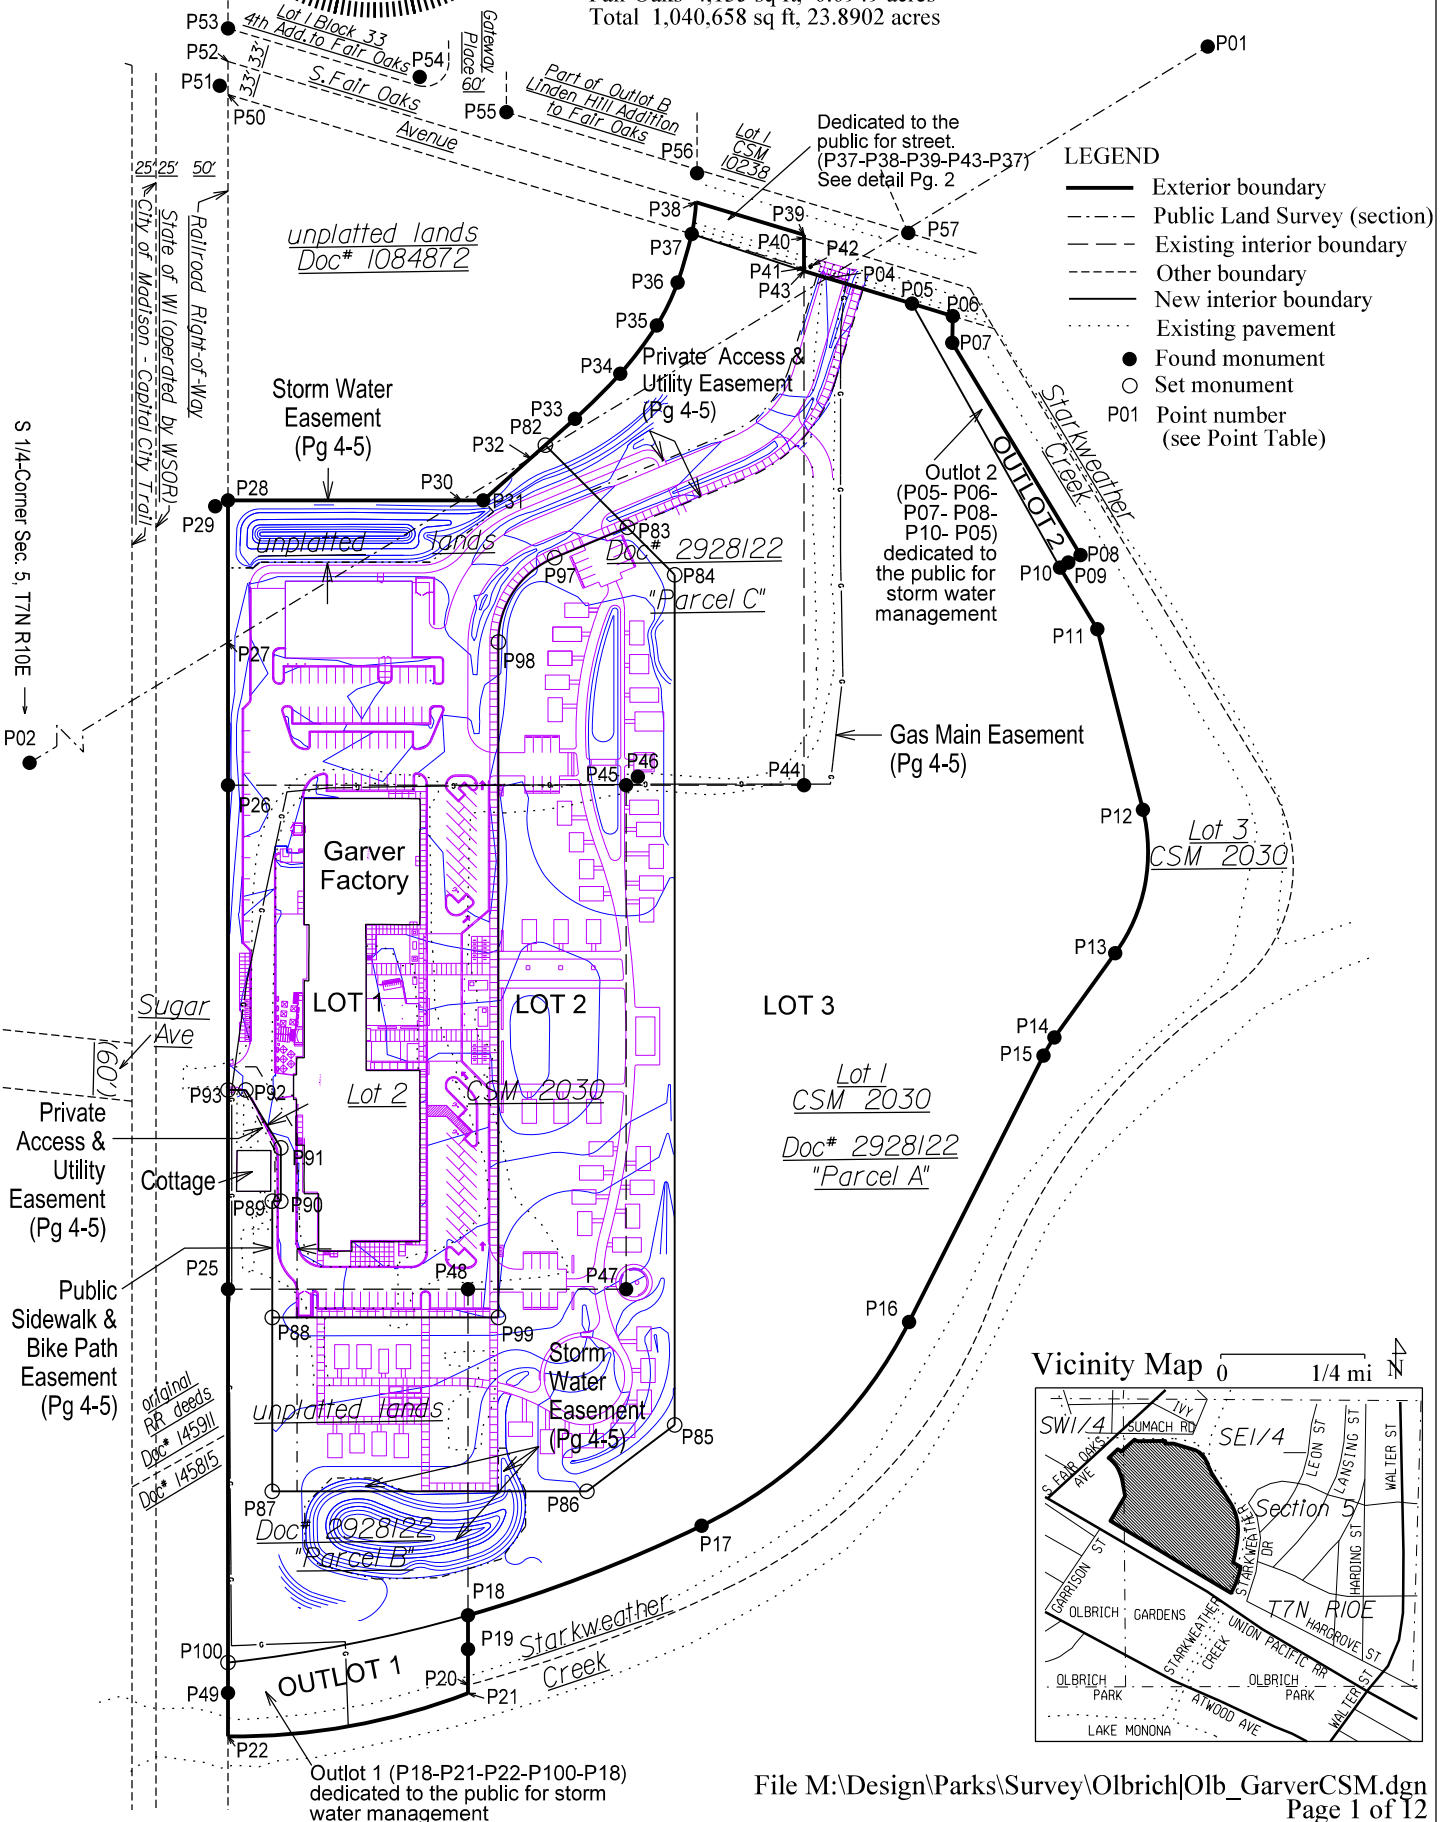 Total 1,040,658 sq ft, 23.8902 acres
P53
Lot 1 Block 33
4th Add. to Fair Oaks
P52
P54
Gateway
Place
60'
P01
P51
33' 33'
P50
S. Fair Oaks
Avenue
P55
Part of Outlot B
Linden Hill Addition
to Fair Oaks
P56
Lot 1
CSM
10238
Dedicated to the
public for street.
(P37-P38-P39-P43-P37)
See detail Pg. 2
LEGEND
Exterior boundary
Public Land Survey (section)
Existing interior boundary
Other boundary
New interior boundary
Existing pavement
Found monument
Set monument
P01 Point number
(see Point Table)
25' 25' 50'
City of Madison - Capital City Trail
State of WI (operated by WSOR)
Railroad Right-of-Way
unplatted lands
Doc# 1084872
P38
P39
P57
P37
P40
P42
P41
P43
P04
P05
P06
P07
P36
P35
P34
P33
P82
P32
Private Access &
Utility Easement
(Pg 4-5)
Storm Water
Easement
(Pg 4-5)
Starkweather
Creek
OUTLOT 2
Outlot 2
(P05- P06-
P07- P08-
P10- P05)
dedicated to
the public for
storm water
management
S 1/4-Corner Sec. 5, T7N R10E
P28
P29
P30
P31
unplatted lands
P83
Doc# 2928122
P97
P84
"Parcel C"
P08
P09
P10
P11
P98
P27
P02
Gas Main Easement
(Pg 4-5)
P26
P45
P46
P44
P12
Lot 3
CSM 2030
Garver
Factory
P13
LOT 1
LOT 2
LOT 3
Sugar
Ave
(60')
P14
P15
P93
P92
Lot 2 CSM 2030
Lot 1
CSM 2030
Doc# 2928122
"Parcel A"
Private
Access &
Utility
Easement
(Pg 4-5)
P91
Cottage
P89
P90
P25
P48
P47
Public
Sidewalk &
Bike Path
Easement
(Pg 4-5)
P88
P99
P16
Storm
Water
Easement
(Pg 4-5)
original
RR deeds
Doc# 145911
Doc# 145815
unplatted lands
P85
P87
P86
Doc# 2928122
"Parcel B"
P17
P18
P19
P20
P21
Starkweather
Creek
P100
OUTLOT 1
P49
P22
Outlot 1 (P18-P21-P22-P100-P18)
dedicated to the public for storm
water management
Vicinity Map
0 1/4 mi
N
SW1/4
IVY
SUMACH RD
SE1/4
S FAIR OAKS
AVE
LEON ST
LANSING ST
WALTER ST
Section 5
STARKWEATHER
DR
HARDING ST
GARRISON ST
T7N R10E
OLBRICH GARDENS
STARKWEATHER
CREEK
UNION PACIFIC RR
HARGROVE ST
OLBRICH
PARK
OLBRICH
PARK
WALTER ST
ATWOOD AVE
LAKE MONONA
File M:\Design\Parks\Survey\Olbrich|Olb_GarverCSM.dgn
Page 1 of 12